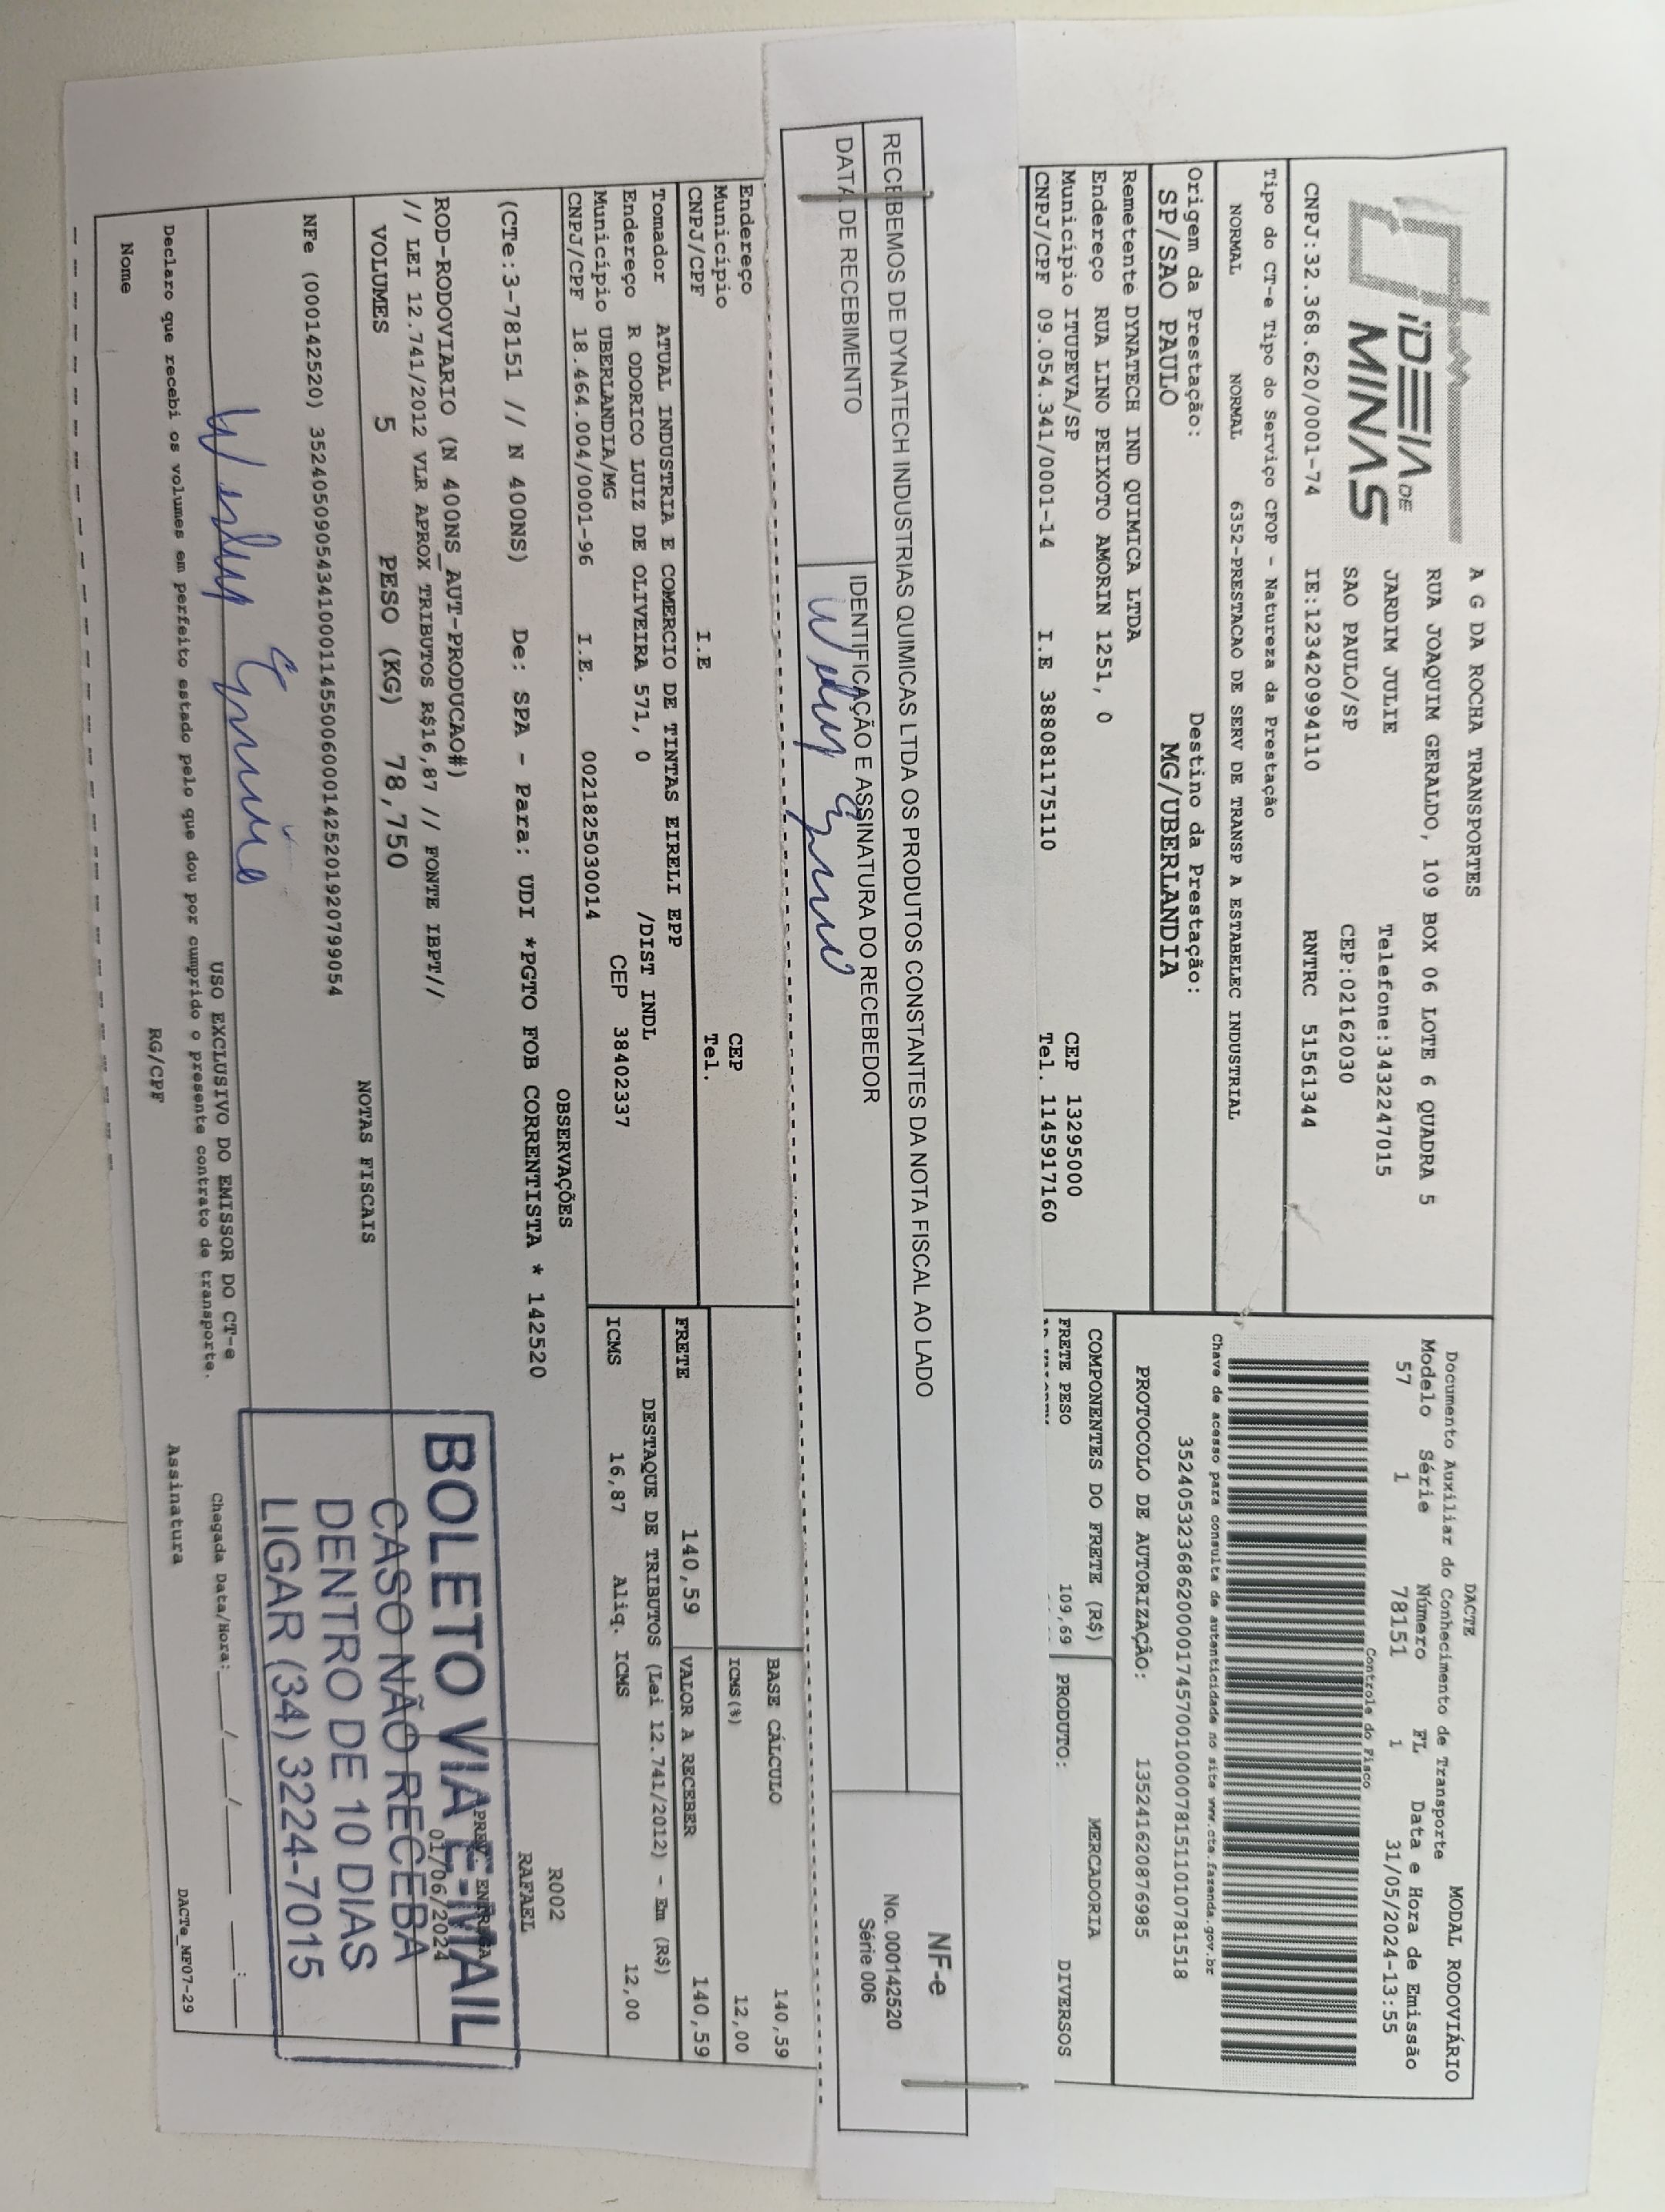 IDEIA DE
MINAS
A G DA ROCHA TRANSPORTES
RUA JOAQUIM GERALDO, 109 BOX 06 LOTE 6 QUADRA 5
JARDIM JULIE Telefone:3432247015
SAO PAULO/SP CEP:02162030
CNPJ:32.368.620/0001-74 IE:123420994110 RNTRC 51561344
Tipo do CT-e Tipo do Serviço CFOP - Natureza da Prestação
NORMAL NORMAL 6352-PRESTACAO DE SERV DE TRANSP A ESTABELEC INDUSTRIAL
Origem da Prestação: Destino da Prestação:
SP/SAO PAULO MG/UBERLANDIA
Remetente DYNATECH IND QUIMICA LTDA
Endereço RUA LINO PEIXOTO AMORIN 1251, 0
Município ITUPEVA/SP CEP 13295000
CNPJ/CPF 09.054.341/0001-14 I.E 388081175110 Tel. 1145917160
DACTE
Documento Auxiliar do Conhecimento de Transporte
MODAL RODOVIÁRIO
Modelo Série Número FL Data e Hora de Emissão
57 1 78151 1 31/05/2024-13:55
Controle do Fisco
Chave de acesso para consulta de autenticidade no site www.cte.fazenda.gov.br
35240532368620000174570010000781511010781518
PROTOCOLO DE AUTORIZAÇÃO: 135241620876985
COMPONENTES DO FRETE (R$) MERCADORIA
FRETE PESO 109,69 PRODUTO: DIVERSOS
RECEBEMOS DE DYNATECH INDUSTRIAS QUIMICAS LTDA OS PRODUTOS CONSTANTES DA NOTA FISCAL AO LADO
DATA DE RECEBIMENTO
IDENTIFICAÇÃO E ASSINATURA DO RECEBEDOR
NF-e
No. 000142520
Série 006
Endereço
Município CEP
CNPJ/CPF I.E Tel.
Tomador ATUAL INDUSTRIA E COMERCIO DE TINTAS EIRELI EPP
Endereço R ODORICO LUIZ DE OLIVEIRA 571, 0 /DIST INDL
Município UBERLANDIA/MG CEP 38402337
CNPJ/CPF 18.464.004/0001-96 I.E. 0021825030014
BASE CÁLCULO 140,59
ICMS(%) 12,00
FRETE 140,59 VALOR A RECEBER 140,59
DESTAQUE DE TRIBUTOS (Lei 12.741/2012) - Em (R$)
ICMS 16,87 Aliq. ICMS 12,00
OBSERVAÇÕES
(CTe:3-78151 // N 400NS) De: SPA - Para: UDI *PGTO FOB CORRENTISTA * 142520
R002
RAFAEL
ROD-RODOVIARIO (N 400NS_AUT-PRODUCAO#)
// LEI 12.741/2012 VLR APROX TRIBUTOS R$16,87 // FONTE IBPT//
PREV. ENTREGA
01/06/2024
VOLUMES 5 PESO (KG) 78,750
NOTAS FISCAIS
NFe (000142520) 35240509054341000114550060001425201920799054
BOLETO VIA E-MAIL
CASO NÃO RECEBA
DENTRO DE 10 DIAS
LIGAR (34) 3224-7015
USO EXCLUSIVO DO EMISSOR DO CT-e
Declaro que recebi os volumes em perfeito estado pelo que dou por cumprido o presente contrato de transporte.
Chegada Data/Hora:____/____/____ __:__
Nome RG/CPF Assinatura
DACTe_MF07-29